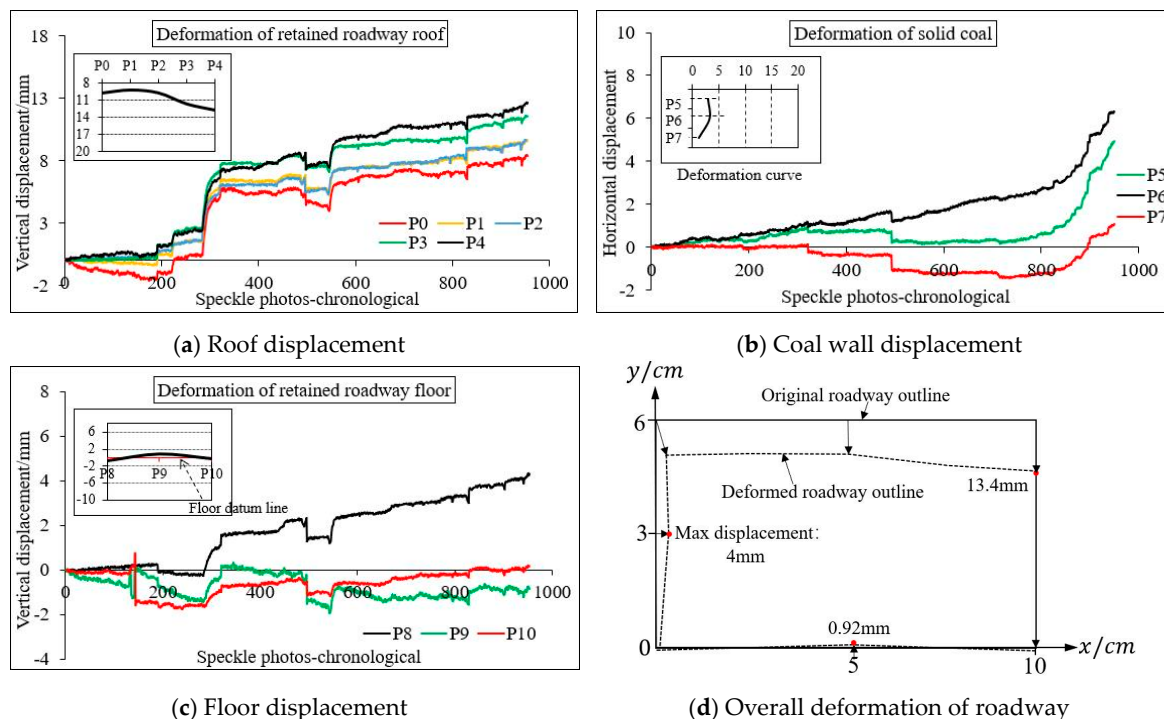 Deformation of retained roadway roof
18
13
8
3
-2
Vertical displacement/mm
P0 P1 P2 P3 P4
8
11
14
17
20
P0 P1 P2
P3 P4
0 200 400 600 800 1000
Speckle photos-chronological
(a) Roof displacement
Deformation of solid coal
10
8
6
4
2
0
-2
Horizontal displacement
0 5 10 15 20
P5
P6
P7
Deformation curve
P5
P6
P7
0 200 400 600 800 1000
Speckle photos-chronological
(b) Coal wall displacement
Deformation of retained roadway floor
8
6
4
2
0
-2
-4
Vertical displacement/mm
6
2
-2
-6
-10
P8 P9 P10
Floor datum line
0 200 400 600 800 1000
P8 P9 P10
Speckle photos-chronological
(c) Floor displacement
y/cm
Original roadway outline
6
Deformed roadway outline
13.4mm
3
Max displacement:
4mm
0.92mm
0
5
10
x/cm
(d) Overall deformation of roadway